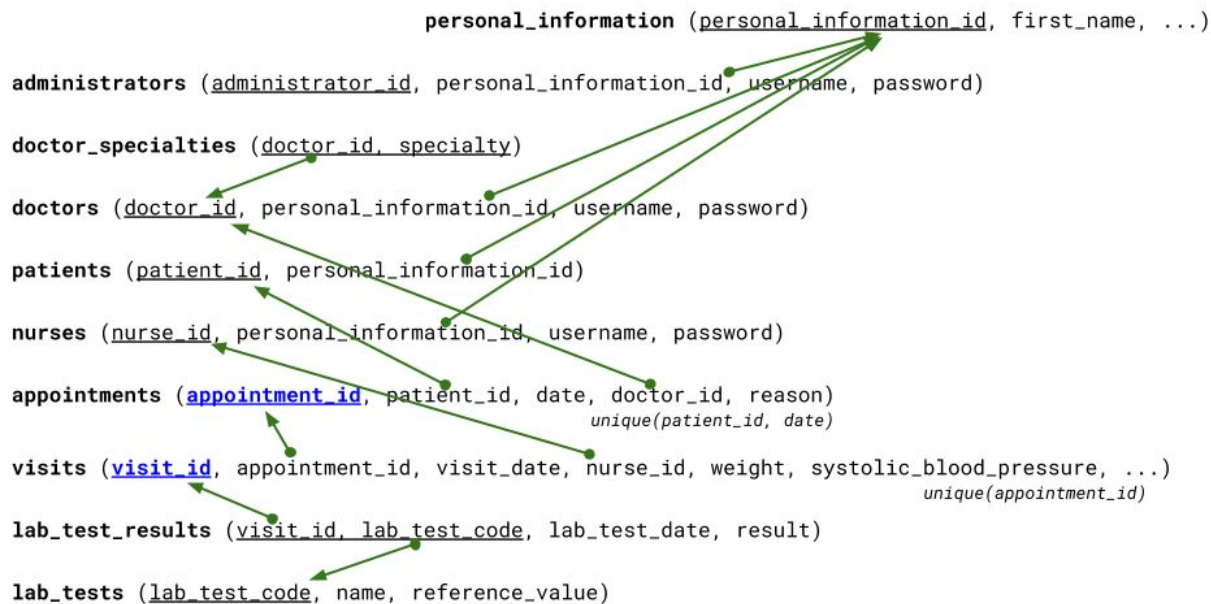 personal_information (personal_information_id, first_name, ...)
administrators (administrator_id, personal_information_id, username, password)
doctor_specialties (doctor_id, specialty)
doctors (doctor_id, personal_information_id, username, password)
patients (patient_id, personal_information_id)
nurses (nurse_id, personal_information_id, username, password)
appointments (appointment_id, patient_id, date, doctor_id, reason)
unique(patient_id, date)
visits (visit_id, appointment_id, visit_date, nurse_id, weight, systolic_blood_pressure, ...)
unique(appointment_id)
lab_test_results (visit_id, lab_test_code, lab_test_date, result)
lab_tests (lab_test_code, name, reference_value)